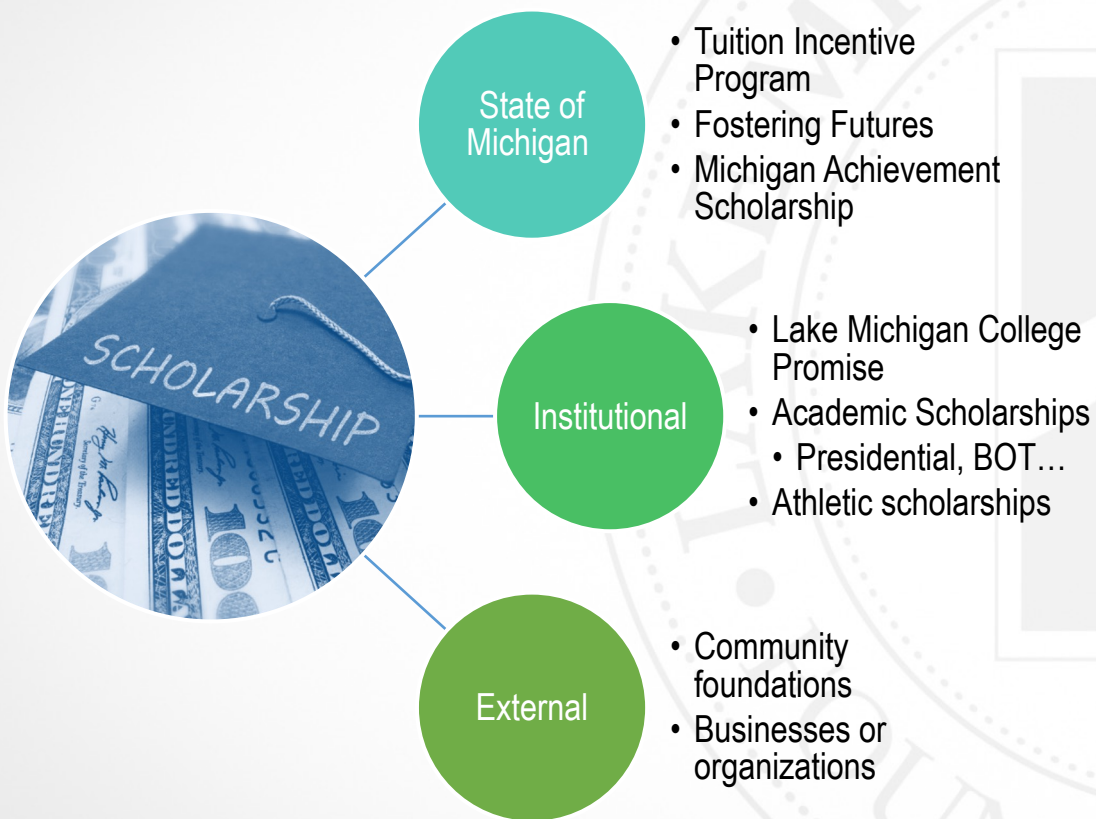 State of
Michigan
• Tuition Incentive
Program
• Fostering Futures
• Michigan Achievement
Scholarship
SCHOLARSHIP
Institutional
• Lake Michigan College
Promise
• Academic Scholarships
• Presidential, BOT…
• Athletic scholarships
External
• Community
foundations
• Businesses or
organizations